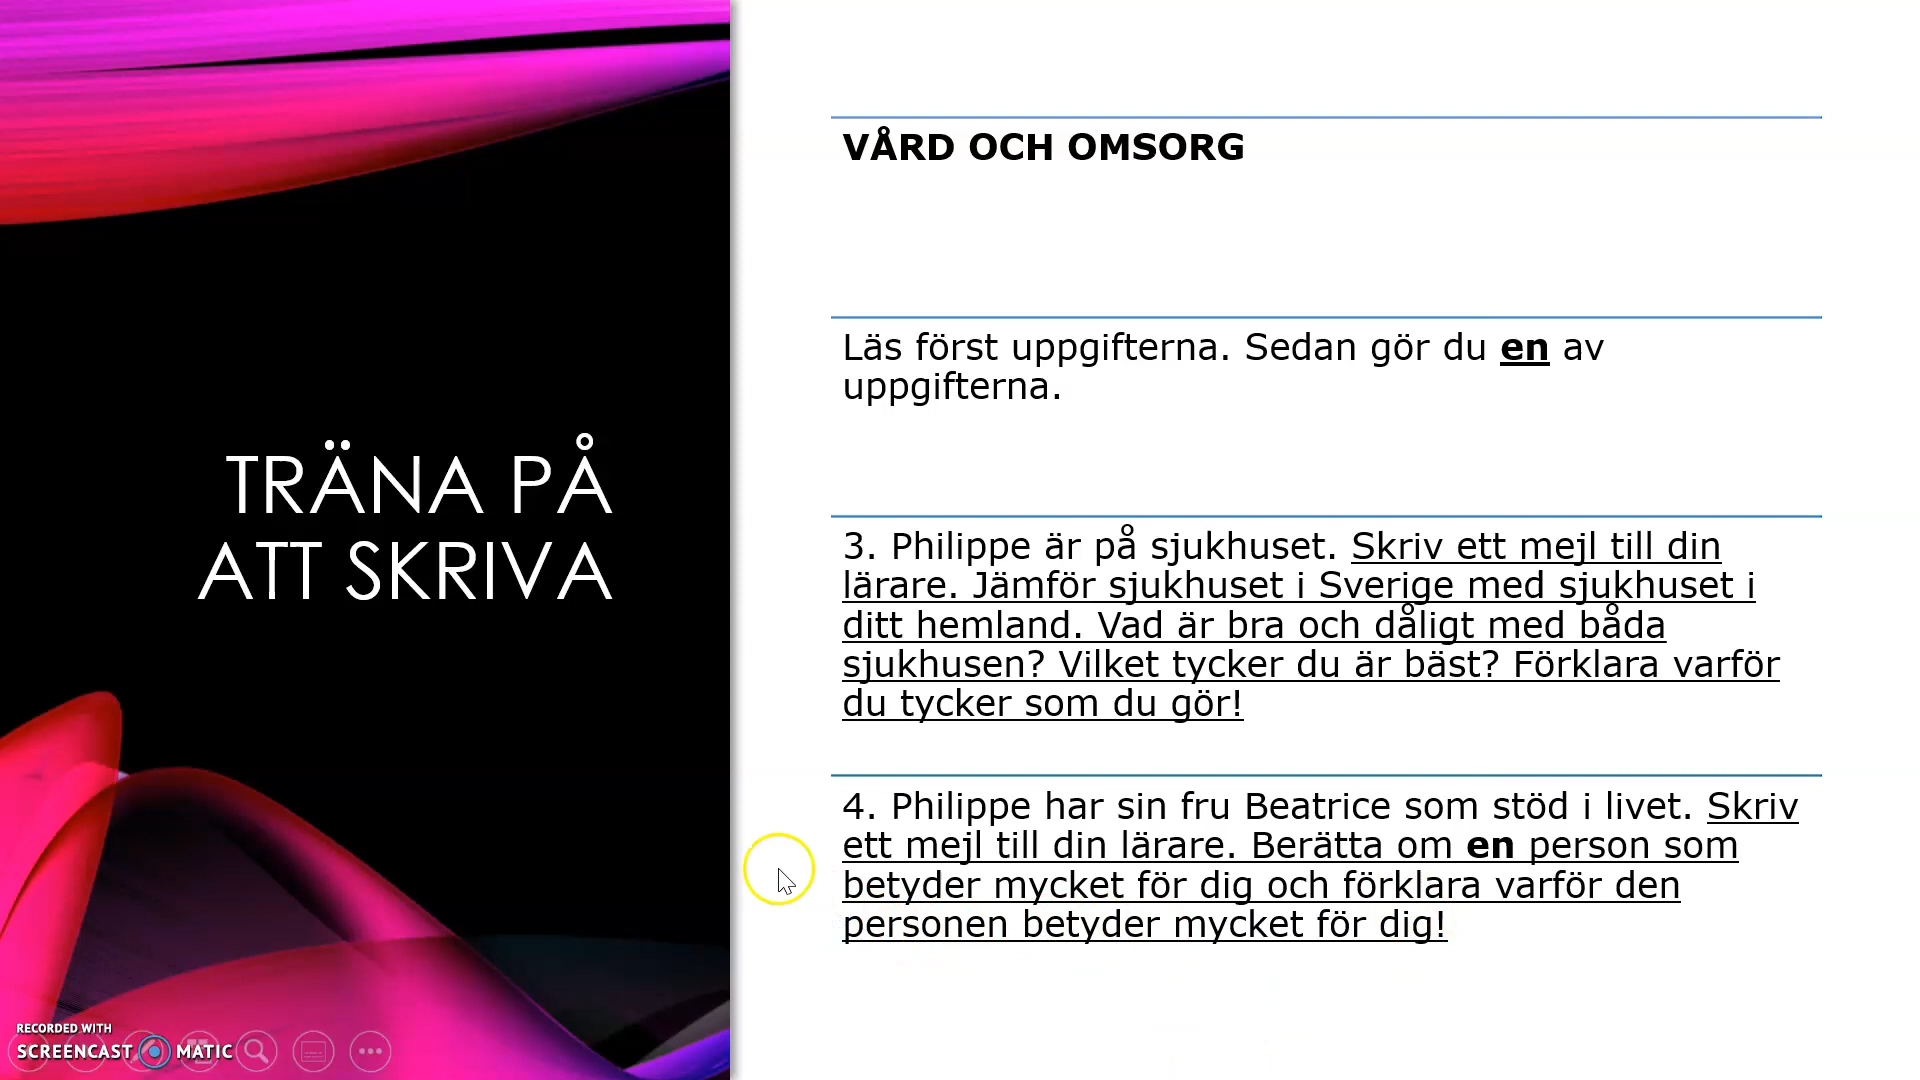 TRÄNA PÅ
ATT SKRIVA
VÅRD OCH OMSORG
Läs först uppgifterna. Sedan gör du en av
uppgifterna.
3. Philippe är på sjukhuset. Skriv ett mejl till din
lärare. Jämför sjukhuset i Sverige med sjukhuset i
ditt hemland. Vad är bra och dåligt med båda
sjukhusen? Vilket tycker du är bäst? Förklara varför
du tycker som du gör!
4. Philippe har sin fru Beatrice som stöd i livet. Skriv
ett mejl till din lärare. Berätta om en person som
betyder mycket för dig och förklara varför den
personen betyder mycket för dig!
RECORDED WITH
SCREENCAST MATIC